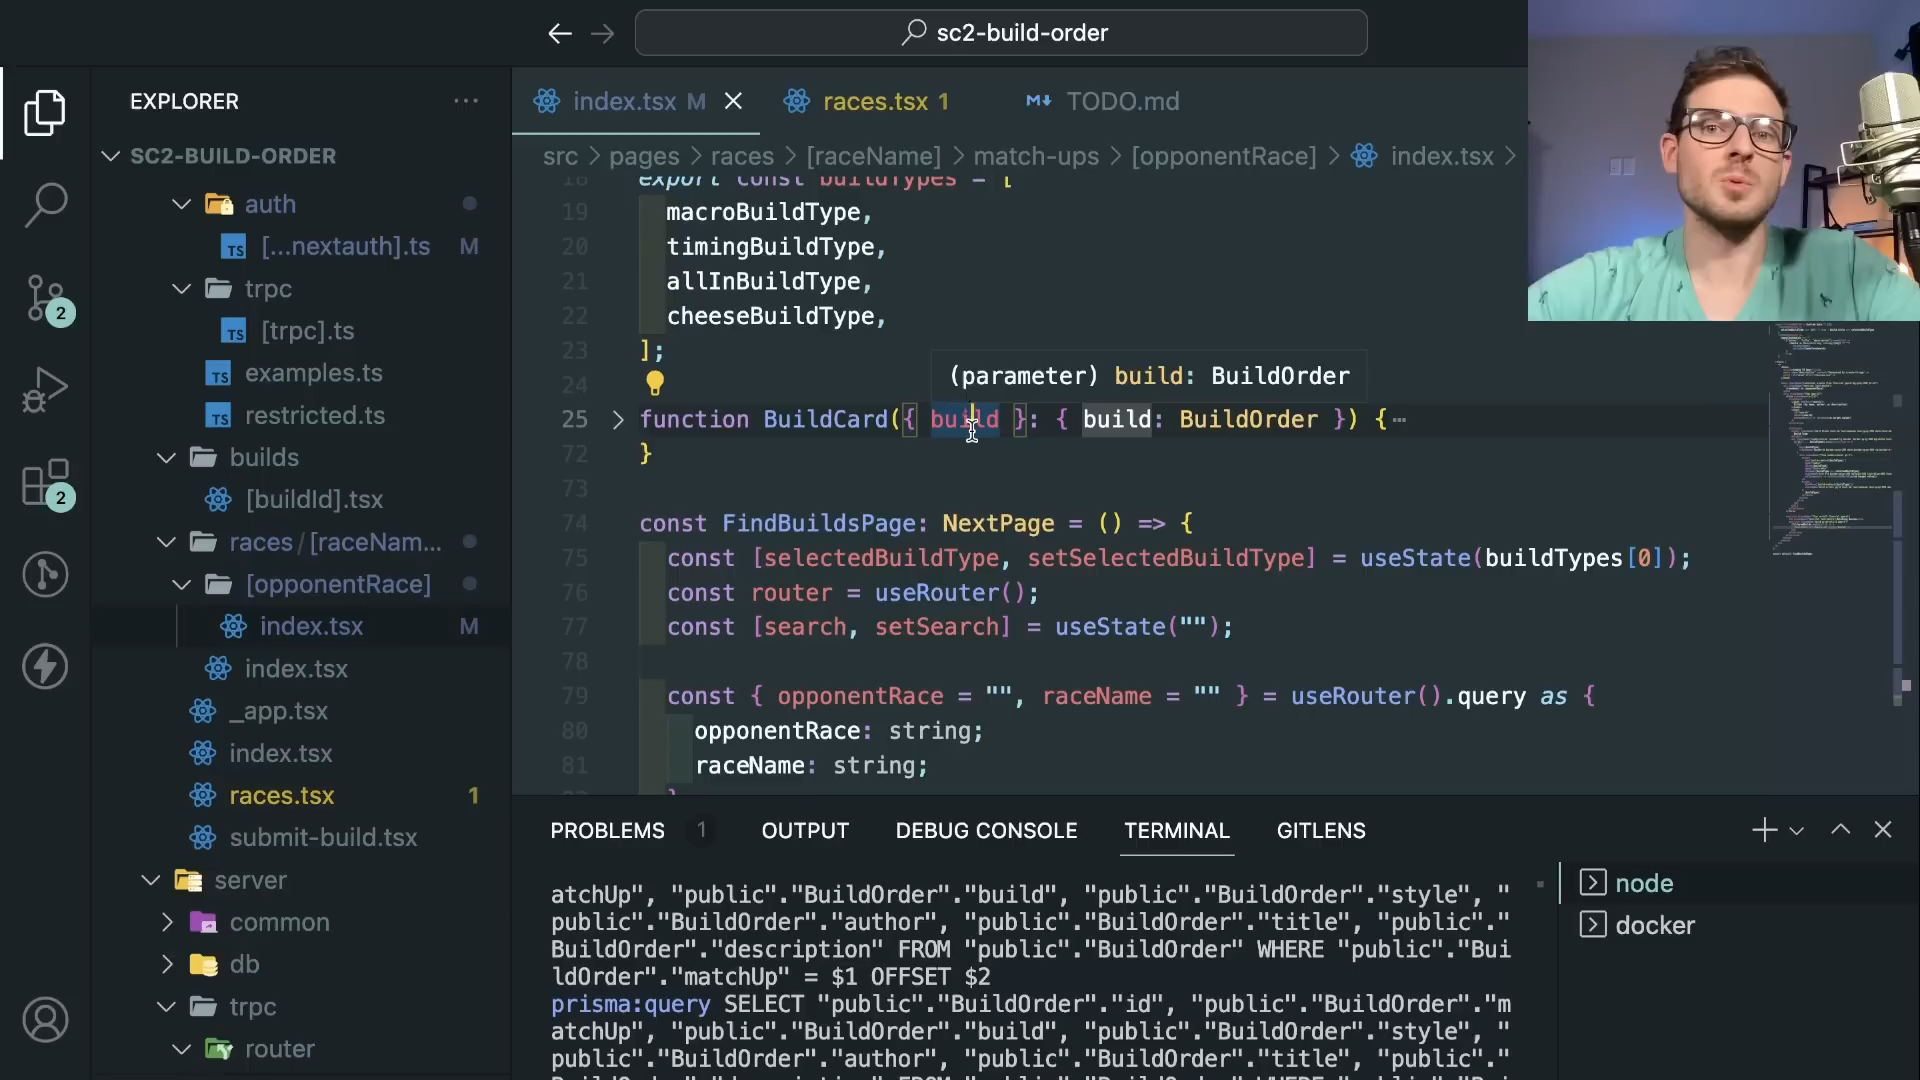 sc2-build-order
EXPLORER
SC2-BUILD-ORDER
auth
[...nextauth].ts M
trpc
[trpc].ts
examples.ts
restricted.ts
builds
[buildId].tsx
races / [raceNam...
[opponentRace]
index.tsx M
index.tsx
_app.tsx
index.tsx
races.tsx 1
submit-build.tsx
server
common
db
trpc
router
2
2
index.tsx M
races.tsx 1
TODO.md
src > pages > races > [raceName] > match-ups > [opponentRace] > index.tsx >
18 export const buildTypes = [
19 macroBuildType,
20 timingBuildType,
21 allInBuildType,
22 cheeseBuildType,
23 ];
24
(parameter) build: BuildOrder
25 function BuildCard({ build }: { build: BuildOrder }) {…
72 }
73
74 const FindBuildsPage: NextPage = () => {
75 const [selectedBuildType, setSelectedBuildType] = useState(buildTypes[0]);
76 const router = useRouter();
77 const [search, setSearch] = useState("");
78
79 const { opponentRace = "", raceName = "" } = useRouter().query as {
80 opponentRace: string;
81 raceName: string;
PROBLEMS 1 OUTPUT DEBUG CONSOLE TERMINAL GITLENS
atchUp", "public"."BuildOrder"."build", "public"."BuildOrder"."style", "
public"."BuildOrder"."author", "public"."BuildOrder"."title", "public"."
BuildOrder"."description" FROM "public"."BuildOrder" WHERE "public"."Bui
ldOrder"."matchUp" = $1 OFFSET $2
prisma:query SELECT "public"."BuildOrder"."id", "public"."BuildOrder"."m
atchUp", "public"."BuildOrder"."build", "public"."BuildOrder"."style", "
public"."BuildOrder"."author", "public"."BuildOrder"."title", "public"."
node
docker